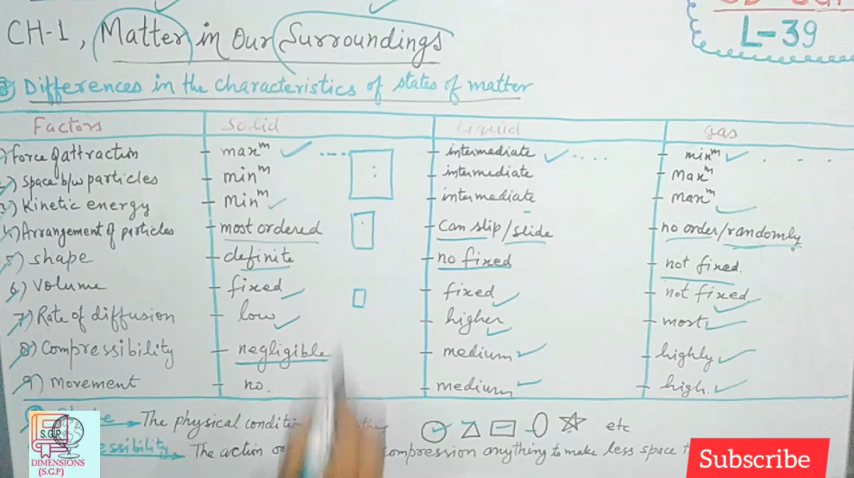 L-39
CH-1, Matter in Our Surroundings
Differences in the characteristics of states of matter
Factors Solid Liquid gas
1) force of attraction - maxᵐ - intermediate - minᵐ
2) space b/w particles - minᵐ - intermediate - maxᵐ
3) Kinetic energy - minᵐ - intermediate - maxᵐ
4) Arrangement of particles - most ordered - can slip/slide - no order/randomly
5) shape - definite - no fixed - not fixed
6) Volume - fixed - fixed - not fixed
7) Rate of diffusion - low - higher - most
8) Compressibility - negligible - medium - highly
9) Movement - no. - medium - high.
The physical condition etc
The action or compression anything to make less space
S.G.P
DIMENSIONS
(S.G.P)
Subscribe